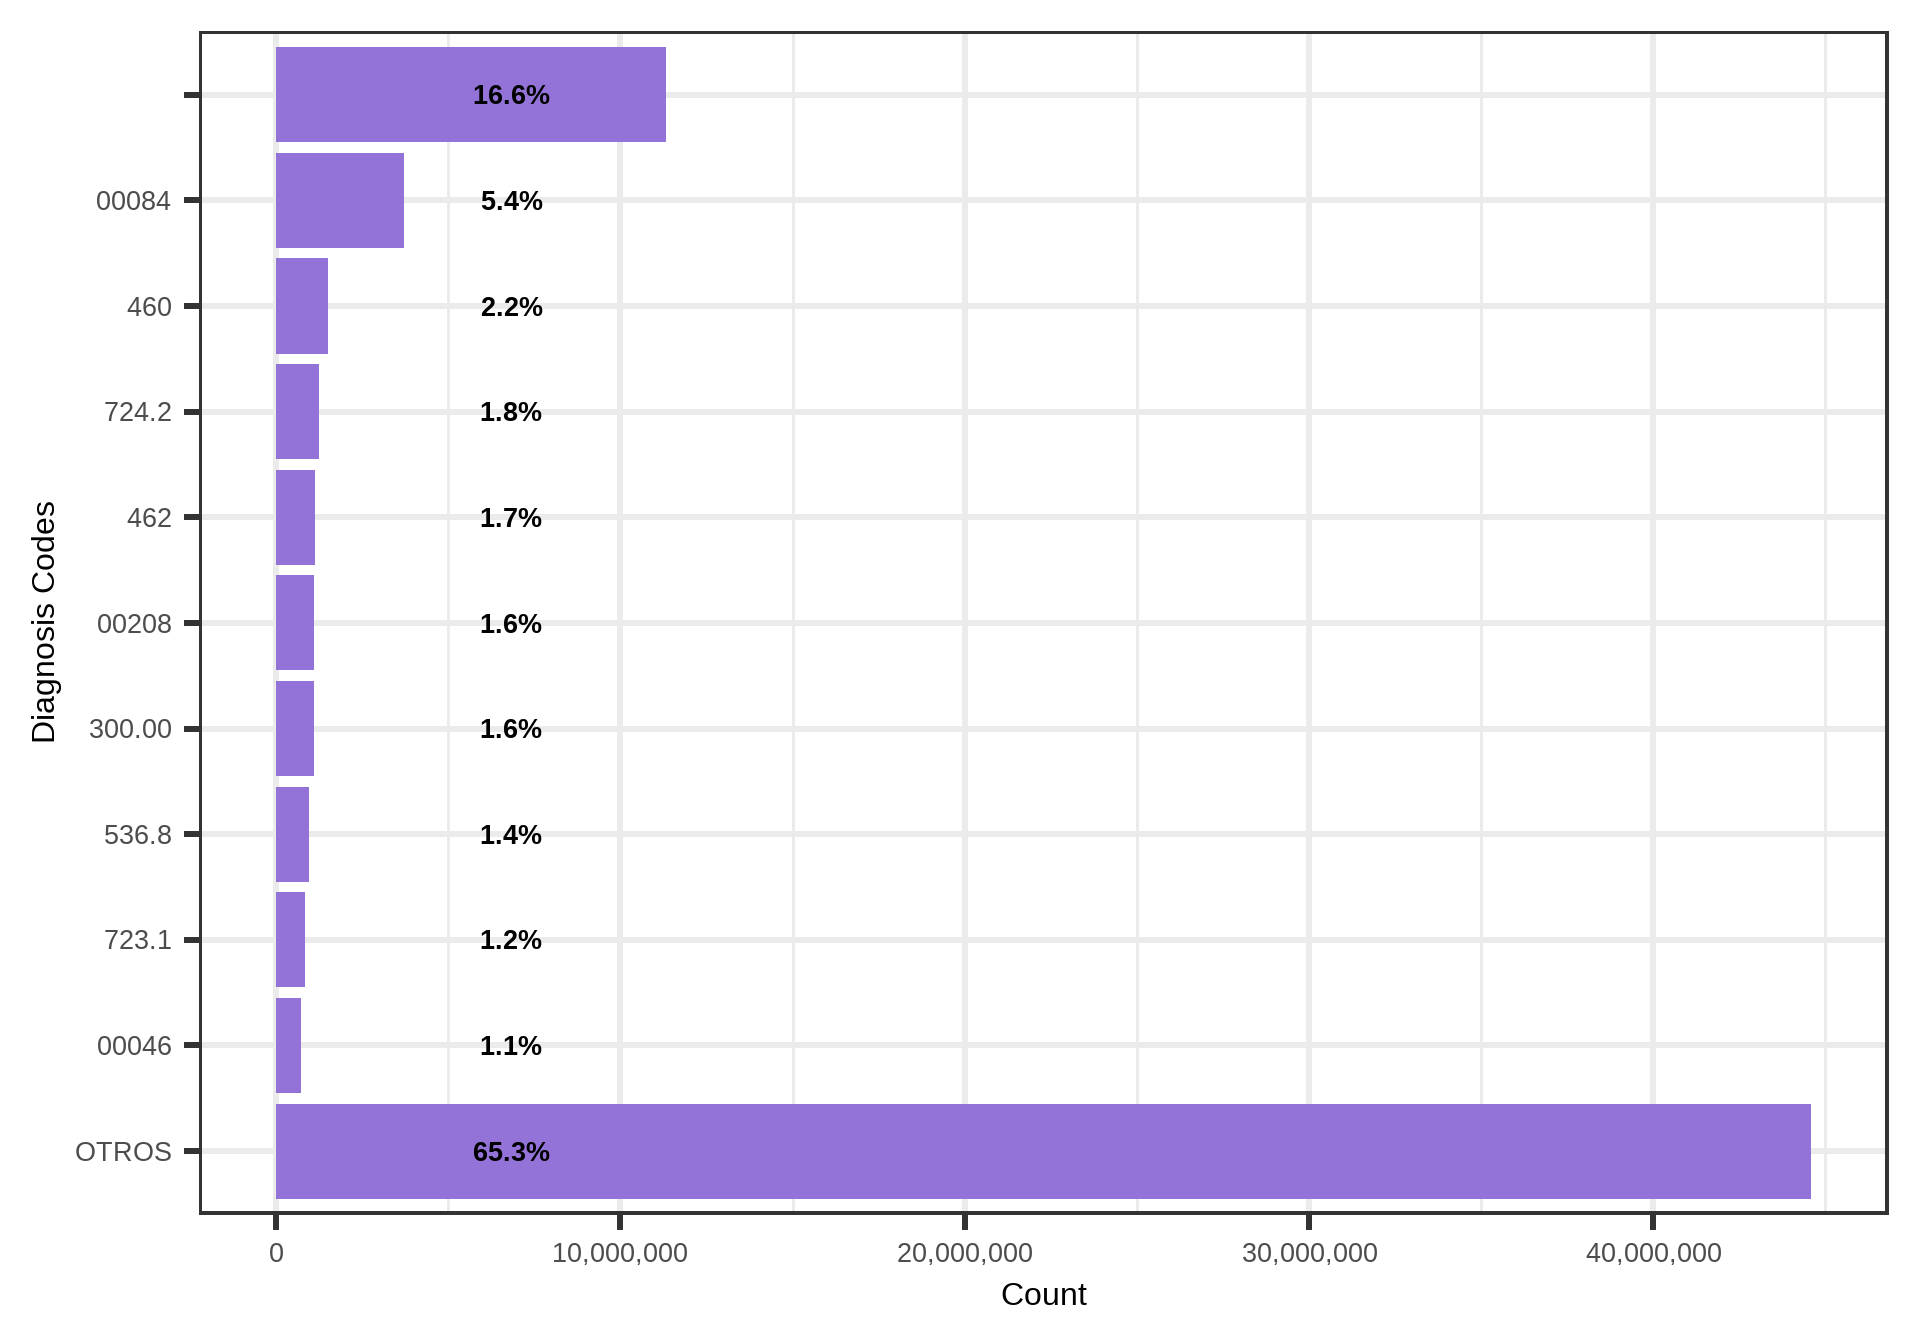 16.6%
00084 5.4%
460 2.2%
724.2 1.8%
462 1.7%
00208 1.6%
300.00 1.6%
536.8 1.4%
723.1 1.2%
00046 1.1%
OTROS 65.3%
Diagnosis Codes
0 10,000,000 20,000,000 30,000,000 40,000,000
Count